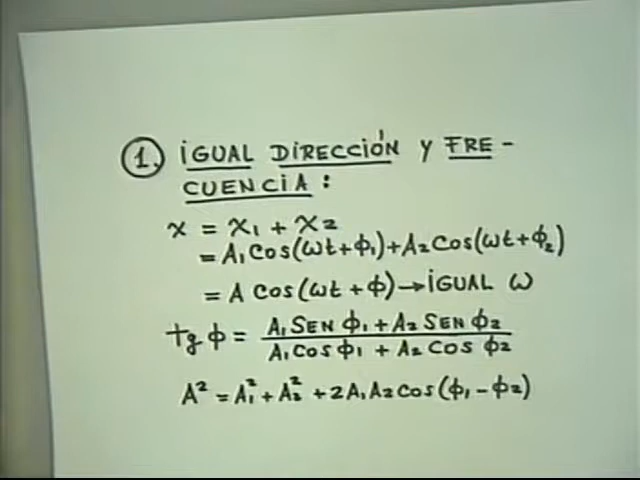 1. iGUAL DiRECCióN y FRE-
CUENCiA:
x = x₁ + x₂
= A₁ Cos(ωt+ϕ₁)+A₂ Cos(ωt+ϕ₂)
= A cos(ωt + ϕ)→iGUAL ω
tg ϕ = (A₁ SEN ϕ₁ + A₂ SEN ϕ₂)/(A₁ cos ϕ₁ + A₂ cos ϕ₂)
A² = A₁² + A₂² + 2A₁A₂ cos(ϕ₁ - ϕ₂)